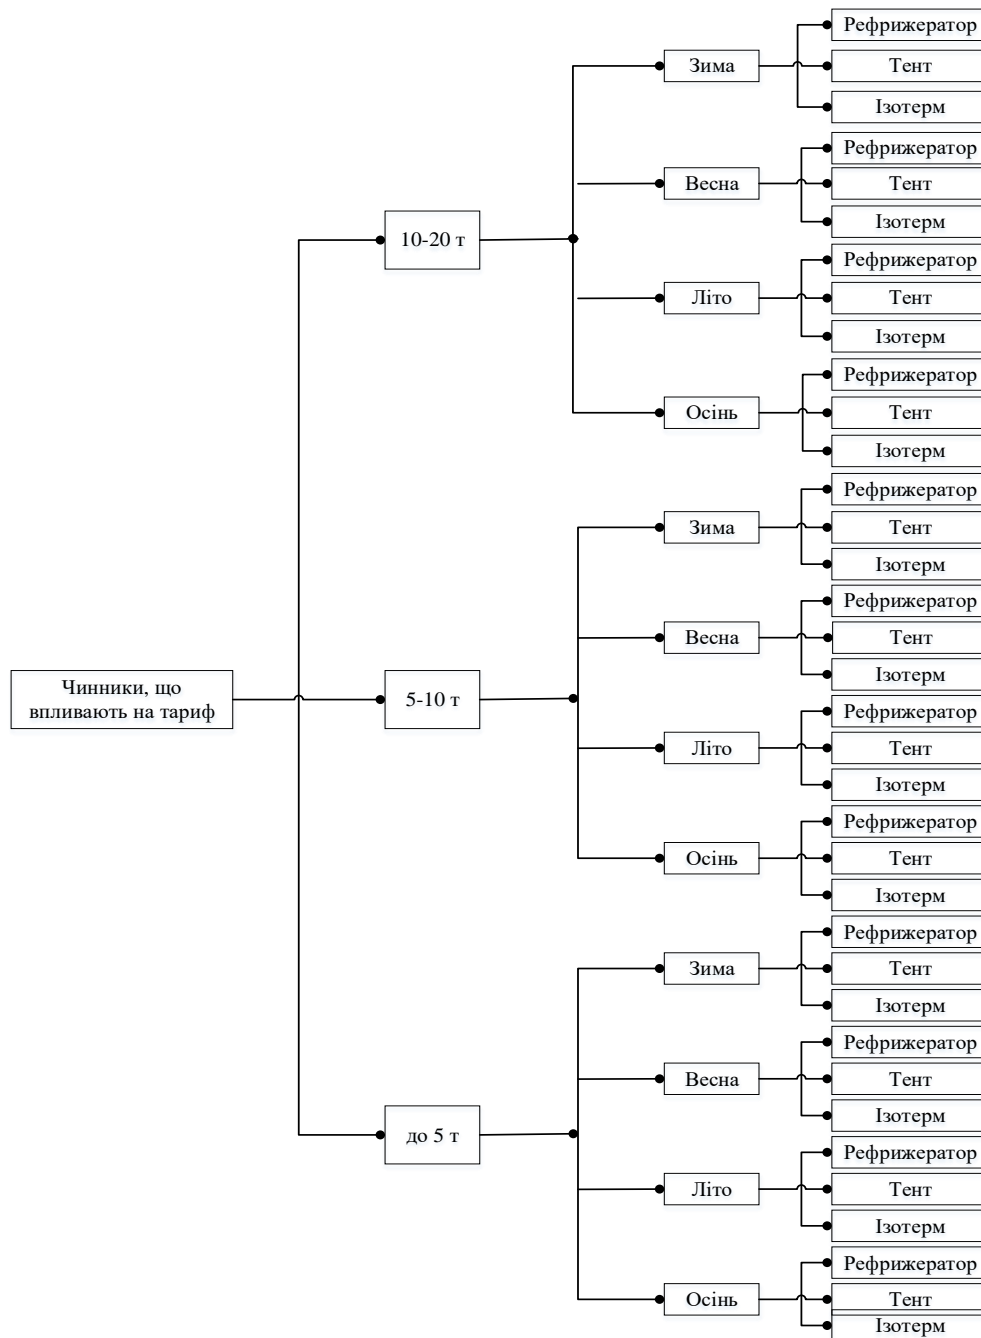 Рефрижератор
Зима
Тент
Ізотерм
Рефрижератор
Весна
Тент
Ізотерм
10-20 т
Рефрижератор
Літо
Тент
Ізотерм
Рефрижератор
Осінь
Тент
Ізотерм
Рефрижератор
Зима
Тент
Ізотерм
Рефрижератор
Весна
Тент
Ізотерм
Чинники, що
впливають на тариф
5-10 т
Рефрижератор
Літо
Тент
Ізотерм
Рефрижератор
Осінь
Тент
Ізотерм
Рефрижератор
Зима
Тент
Ізотерм
Рефрижератор
Весна
Тент
Ізотерм
до 5 т
Рефрижератор
Літо
Тент
Ізотерм
Рефрижератор
Осінь
Тент
Ізотерм